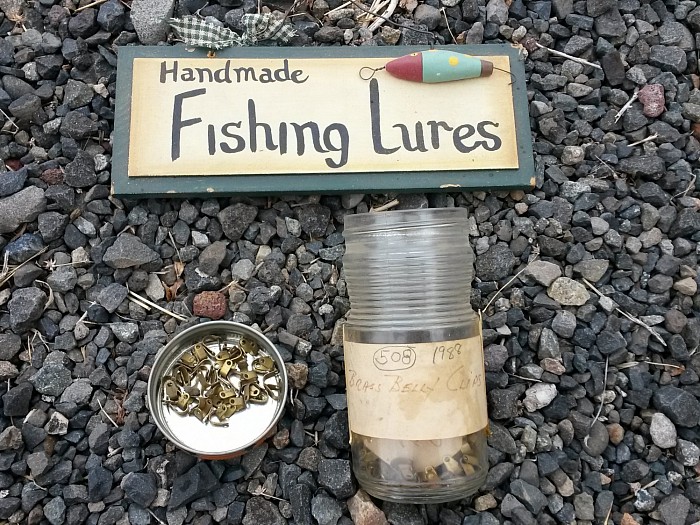 Handmade
Fishing Lures
508 1988
Brass Belly Clips